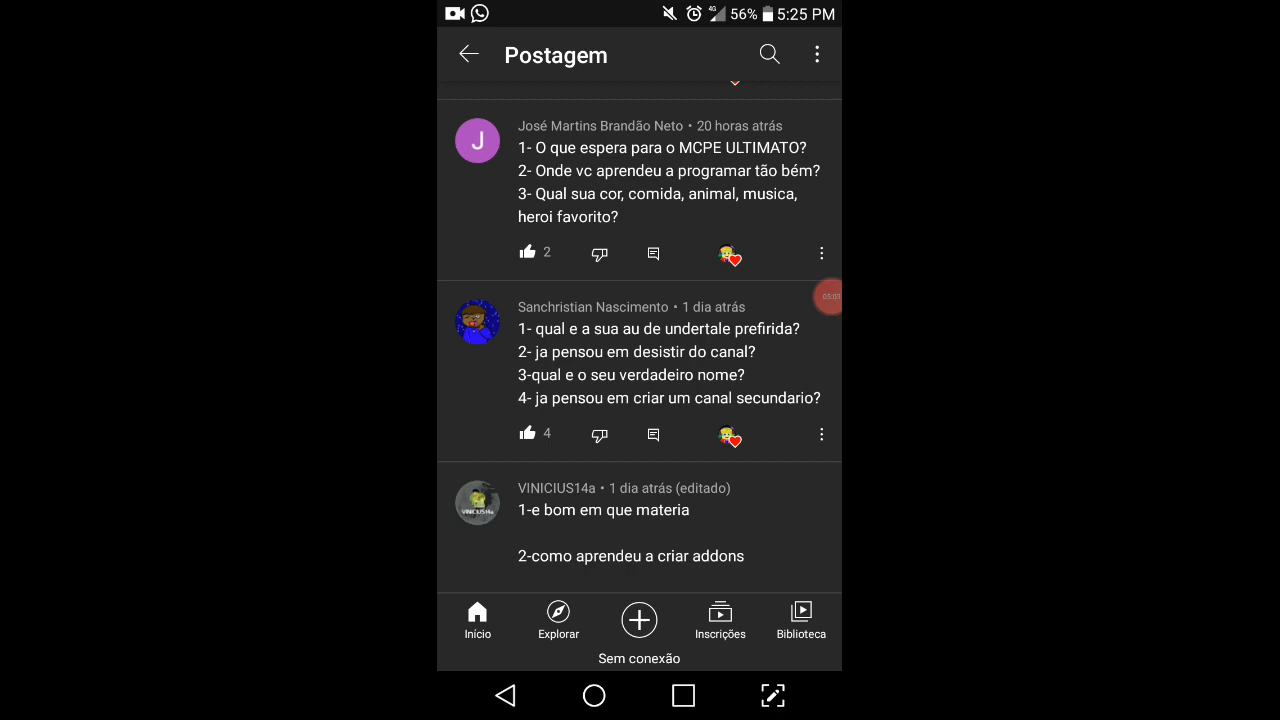 4G 56% 5:25 PM
Postagem
José Martins Brandão Neto • 20 horas atrás
1- O que espera para o MCPE ULTIMATO?
2- Onde vc aprendeu a programar tão bém?
3- Qual sua cor, comida, animal, musica,
heroi favorito?
2
Sanchristian Nascimento • 1 dia atrás
05:03
1- qual e a sua au de undertale prefirida?
2- ja pensou em desistir do canal?
3-qual e o seu verdadeiro nome?
4- ja pensou em criar um canal secundario?
4
VINICIUS14a • 1 dia atrás (editado)
1-e bom em que materia
2-como aprendeu a criar addons
Início Explorar Inscrições Biblioteca
Sem conexão
J
VINICIUS14a